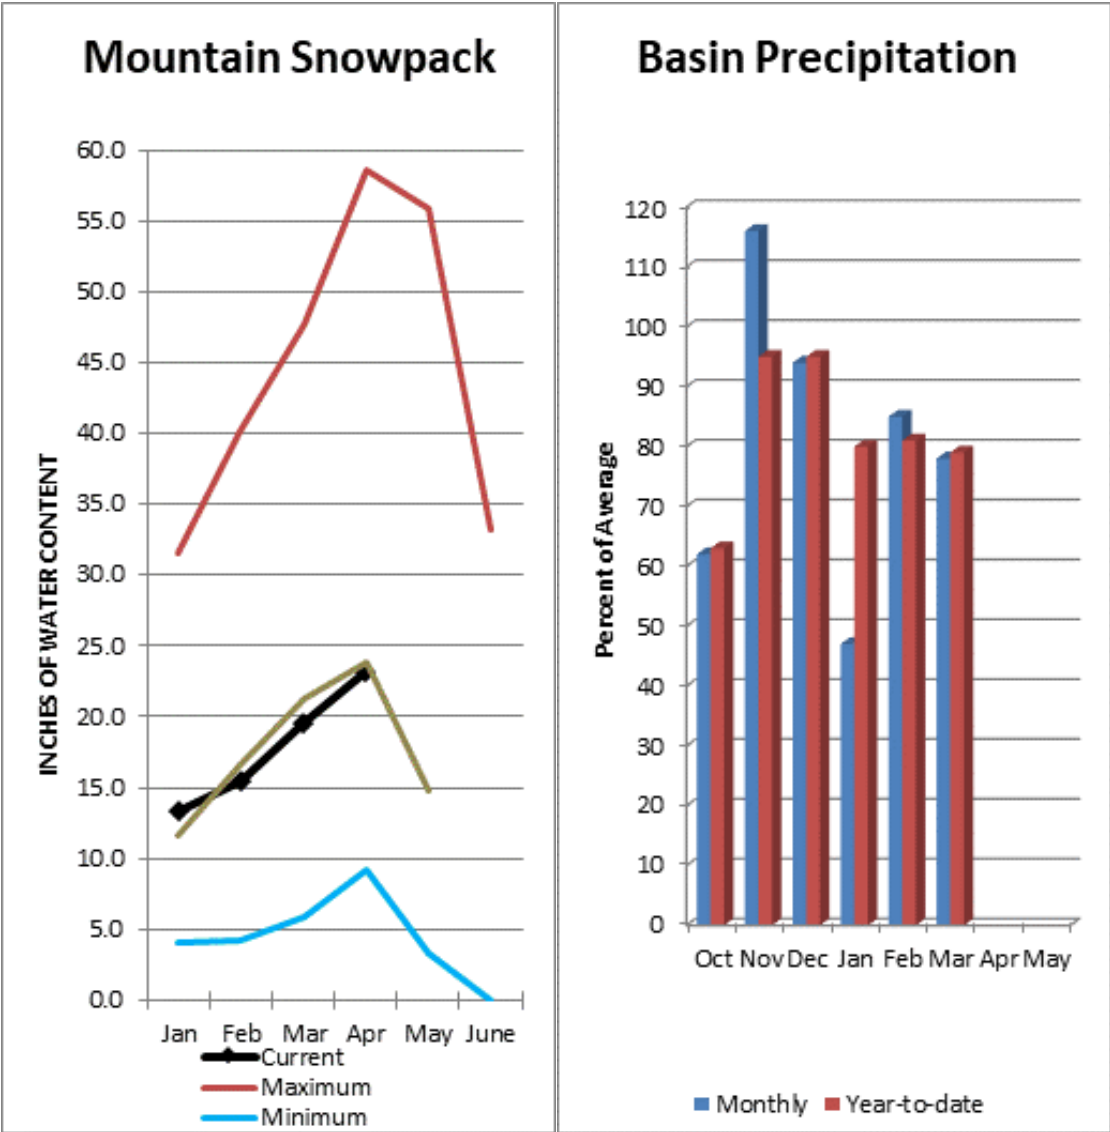 Mountain Snowpack
60.0
55.0
50.0
45.0
40.0
35.0
30.0
25.0
20.0
15.0
10.0
5.0
0.0
INCHES OF WATER CONTENT
Jan Feb Mar Apr May June
Current
Maximum
Minimum
Basin Precipitation
120
110
100
90
80
70
60
50
40
30
20
10
0
Percent of Average
Oct Nov Dec Jan Feb Mar Apr May
Monthly Year-to-date